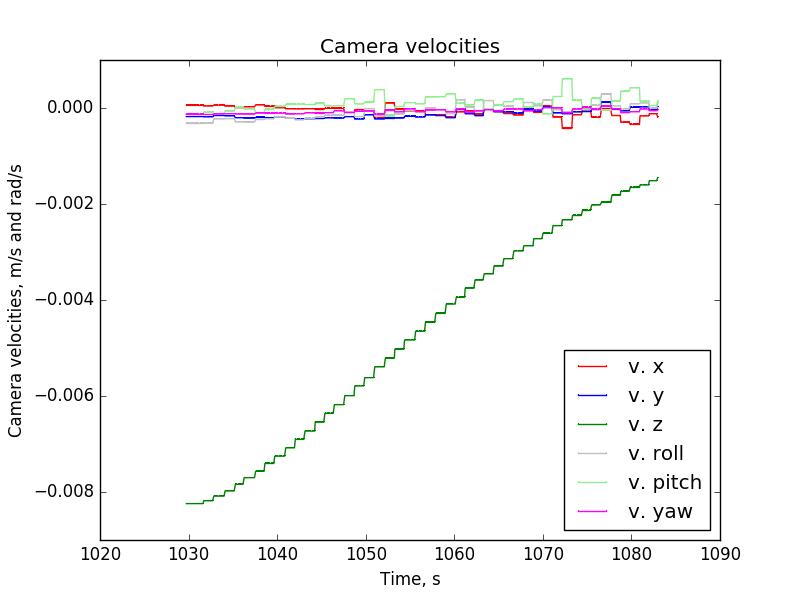 Camera velocities
Camera velocities, m/s and rad/s
0.000
−0.002
−0.004
−0.006
−0.008
1020 1030 1040 1050 1060 1070 1080 1090
Time, s
v. x
v. y
v. z
v. roll
v. pitch
v. yaw